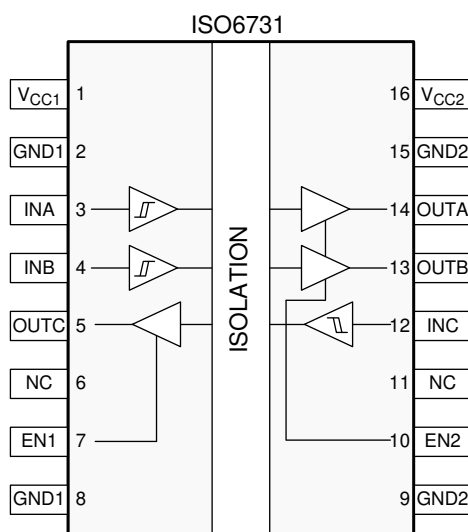 ISO6731
VCC1 1 16 VCC2
GND1 2 15 GND2
INA 3 14 OUTA
INB 4 13 OUTB
ISOLATION
OUTC 5 12 INC
NC 6 11 NC
EN1 7 10 EN2
GND1 8 9 GND2